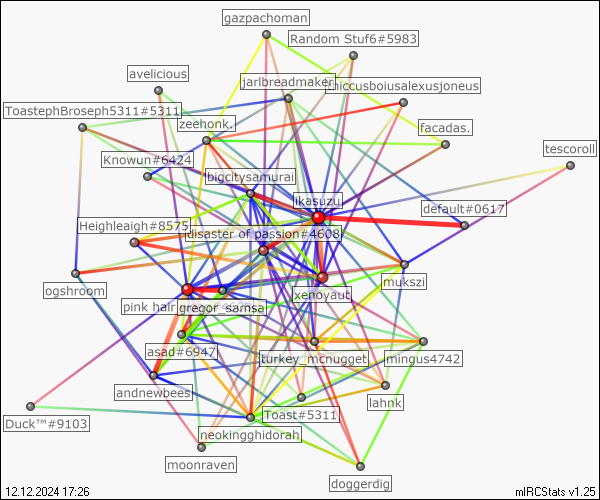 gazpachoman
Random Stuf6#5983
avelicious
jarlbreadmaker
hiccusboiusalexusjoneus
ToastephBroseph5311#5311
zeehonk.
facadas.
Knowun#6424
tescoroll
bigcitysamurai
likasuzu
default#0617
Heighleaigh#8575
disaster of passion#4608
ogshroom
mukszi
xenoyaut
pink hair
gregor_samsa
asad#6947
turkey_mcnugget
mingus4742
andnewbees
lahnk
Toast#5311
Duck™#9103
neokingghidorah
moonraven
doggerdig
12.12.2024 17:26
mIRCStats v1.25